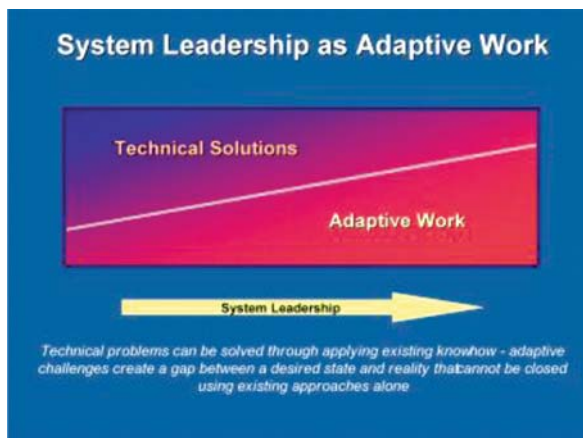 System Leadership as Adaptive Work
Technical Solutions
Adaptive Work
System Leadership
Technical problems can be solved through applying existing knowhow - adaptive
challenges create a gap between a desired state and reality thatcannot be closed
using existing approaches alone